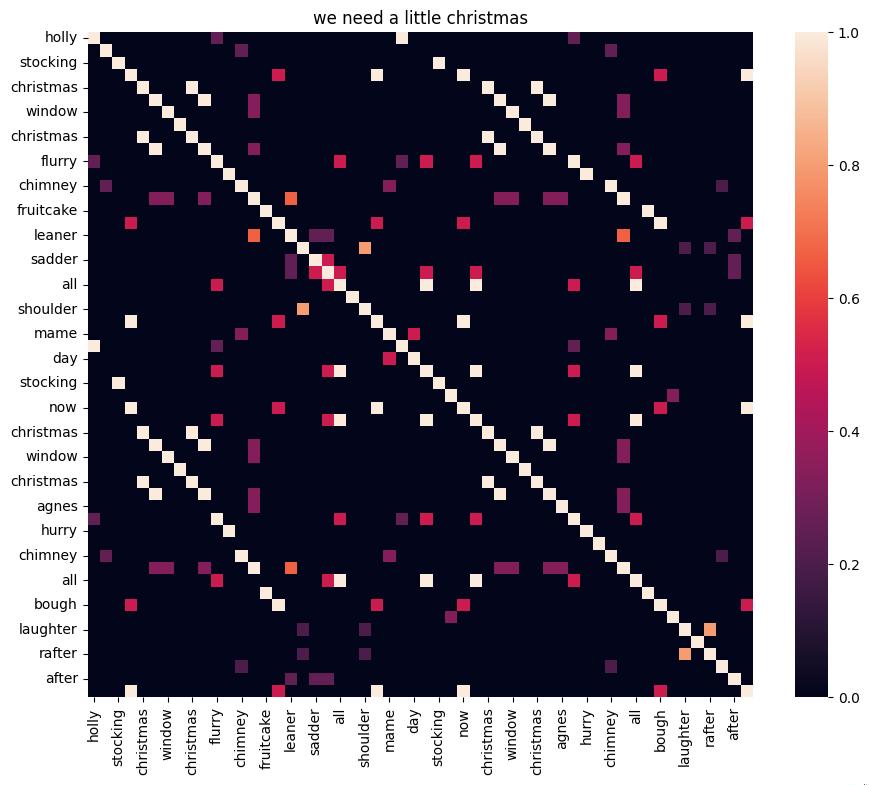 we need a little christmas
holly
stocking
christmas
window
christmas
flurry
chimney
fruitcake
leaner
sadder
all
shoulder
mame
day
stocking
now
christmas
window
christmas
agnes
hurry
chimney
all
bough
laughter
rafter
after
1.0
0.8
0.6
0.4
0.2
0.0
holly
stocking
christmas
window
christmas
flurry
chimney
fruitcake
leaner
sadder
all
shoulder
mame
day
stocking
now
christmas
window
christmas
agnes
hurry
chimney
all
bough
laughter
rafter
after